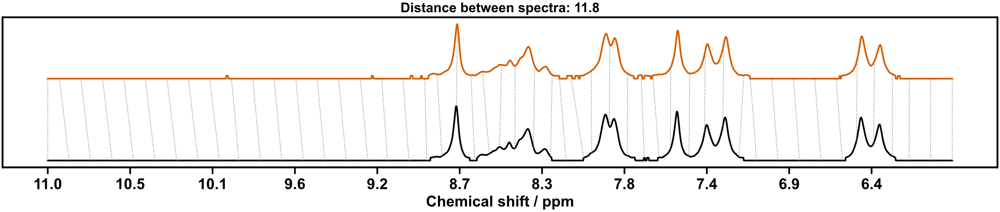 Distance between spectra: 11.8
11.0 10.5 10.1 9.6 9.2 8.7 8.3 7.8 7.4 6.9 6.4
Chemical shift / ppm